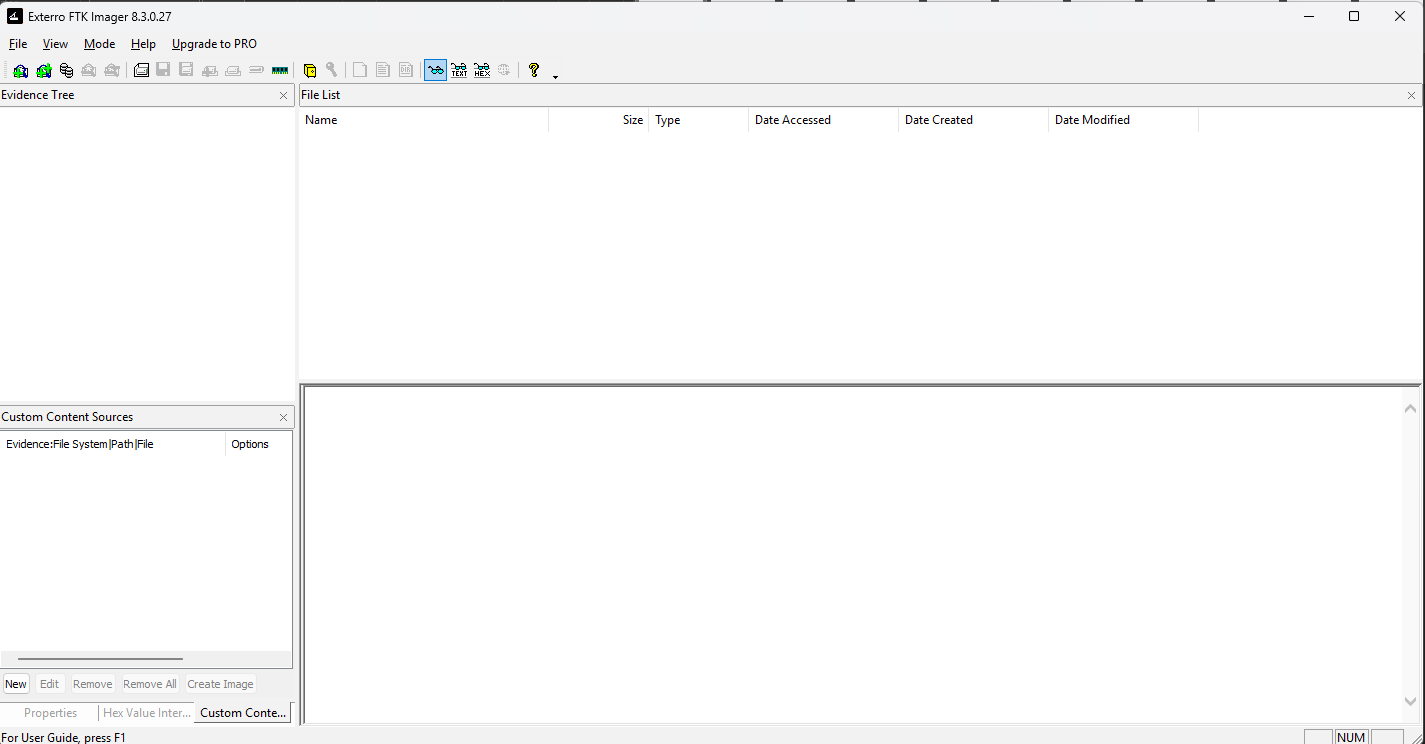 Exterro FTK Imager 8.3.0.27
File View Mode Help Upgrade to PRO
TEXT HEX ?
Evidence Tree
File List
Name Size Type Date Accessed Date Created Date Modified
Custom Content Sources
Evidence:File System|Path|File Options
New Edit Remove Remove All Create Image
Properties Hex Value Inter... Custom Conte...
For User Guide, press F1
NUM